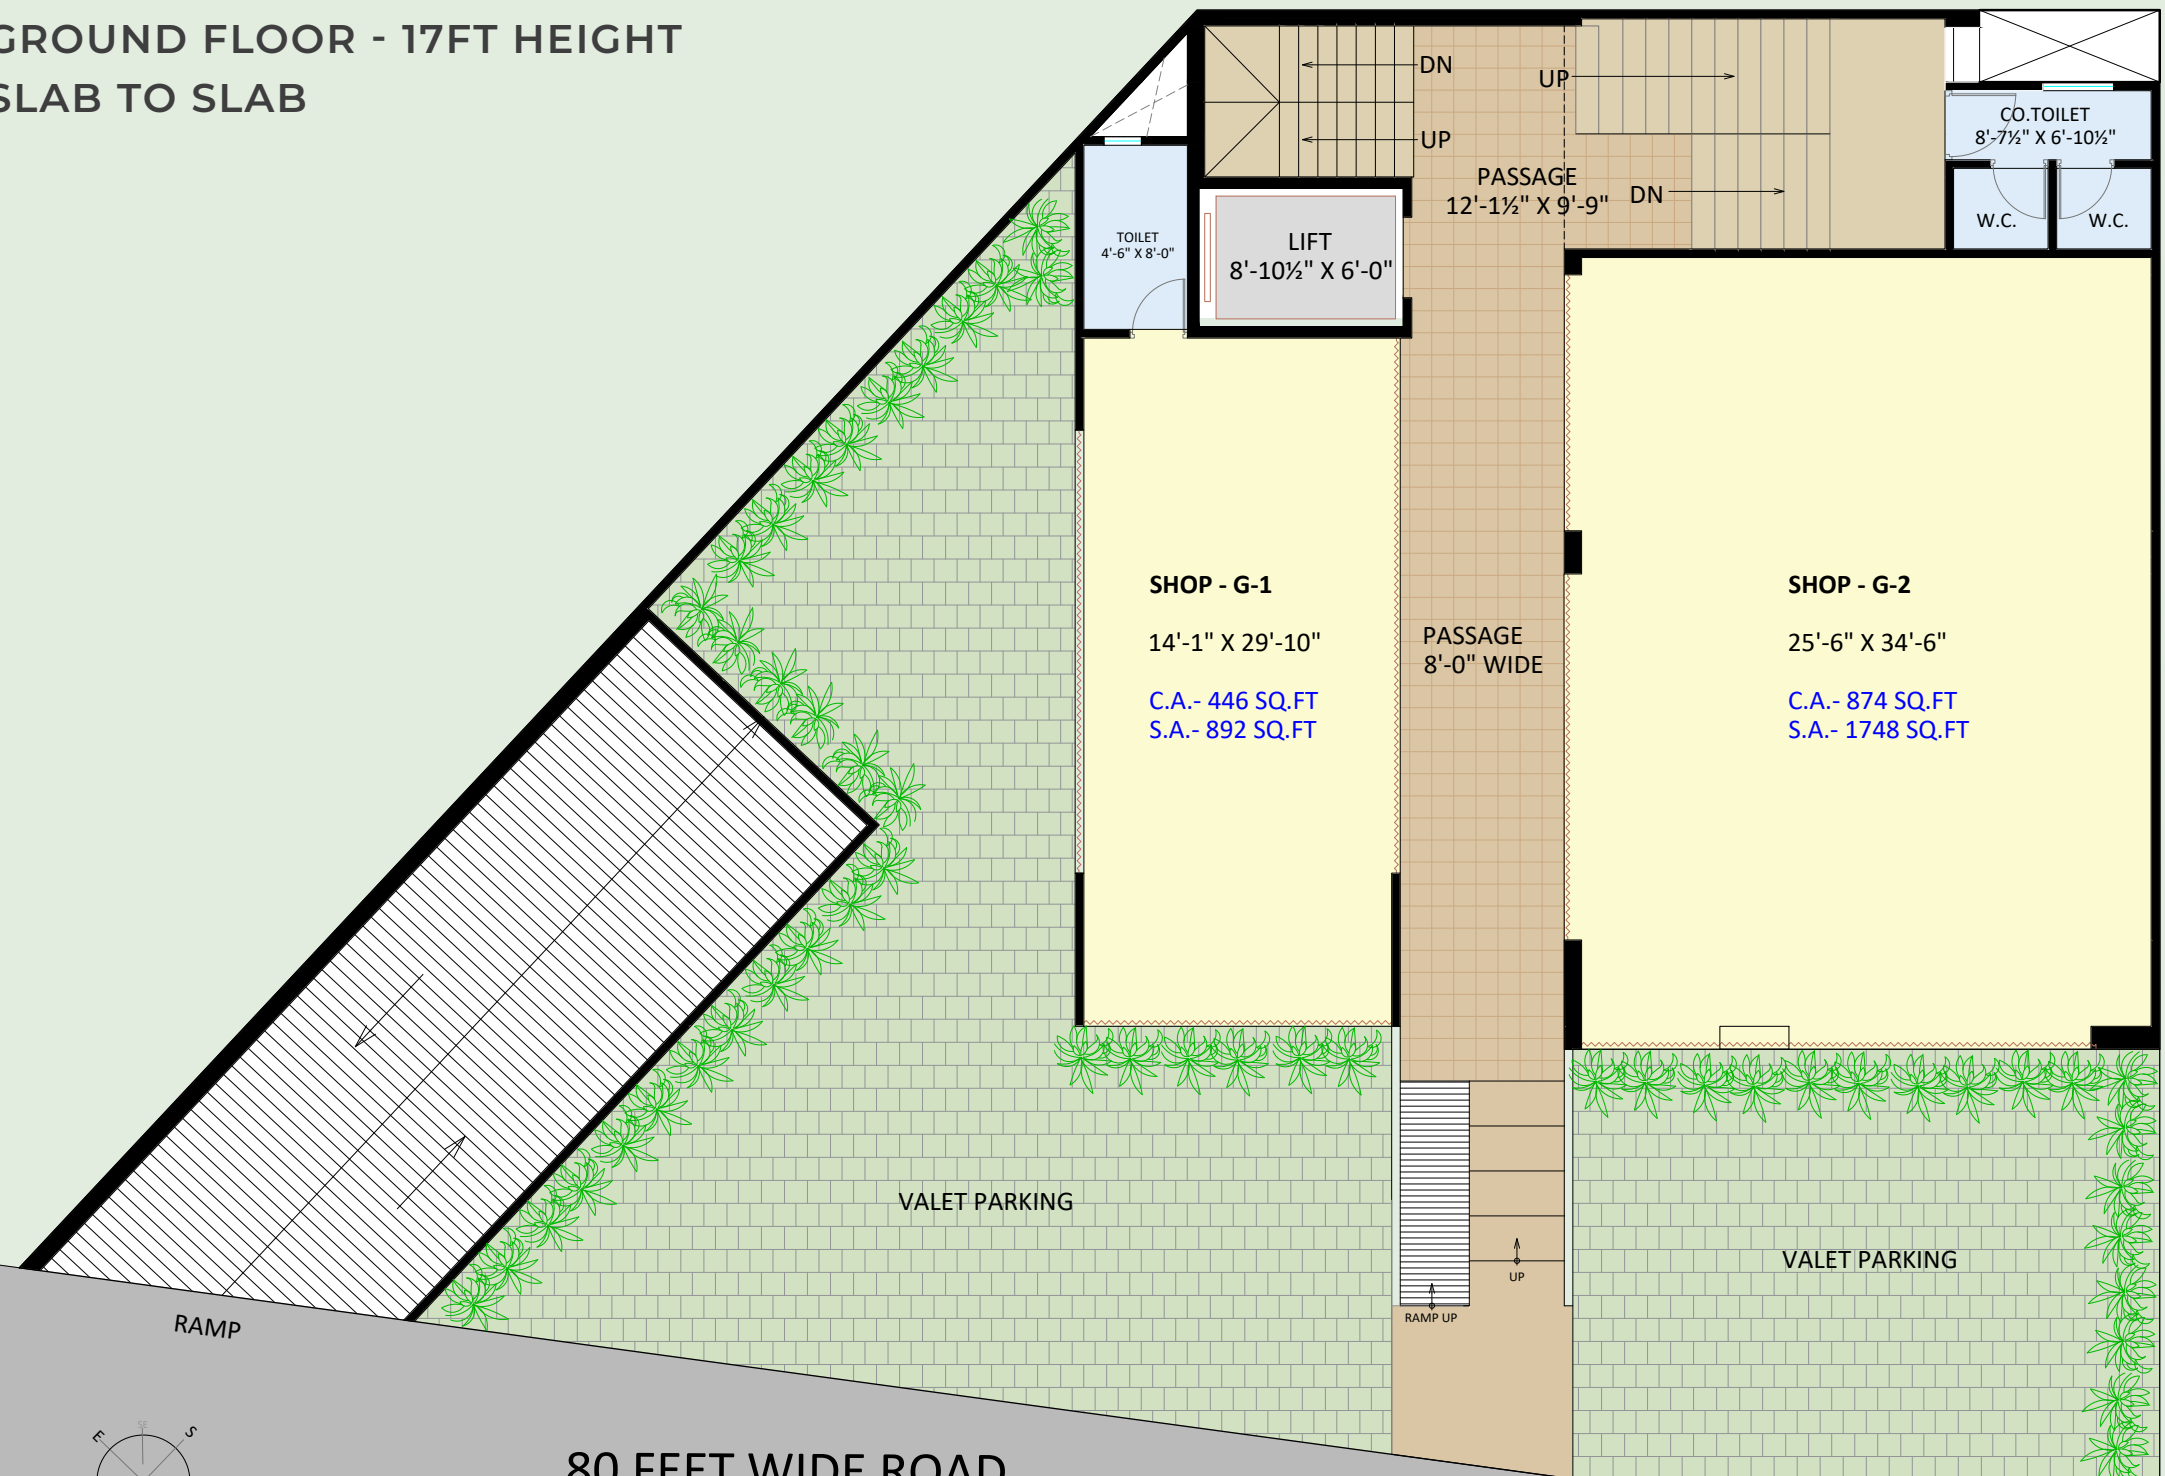 GROUND FLOOR - 17FT HEIGHT
SLAB TO SLAB
DN
UP
UP
DN
PASSAGE
12'-1½" X 9'-9"
CO.TOILET
8'-7½" X 6'-10½"
W.C.
W.C.
TOILET
4'-6" X 8'-0"
LIFT
8'-10½" X 6'-0"
SHOP - G-1
14'-1" X 29'-10"
C.A.- 446 SQ.FT
S.A.- 892 SQ.FT
PASSAGE
8'-0" WIDE
SHOP - G-2
25'-6" X 34'-6"
C.A.- 874 SQ.FT
S.A.- 1748 SQ.FT
VALET PARKING
VALET PARKING
UP
RAMP UP
RAMP
E
SE
S
80 FEET WIDE ROAD